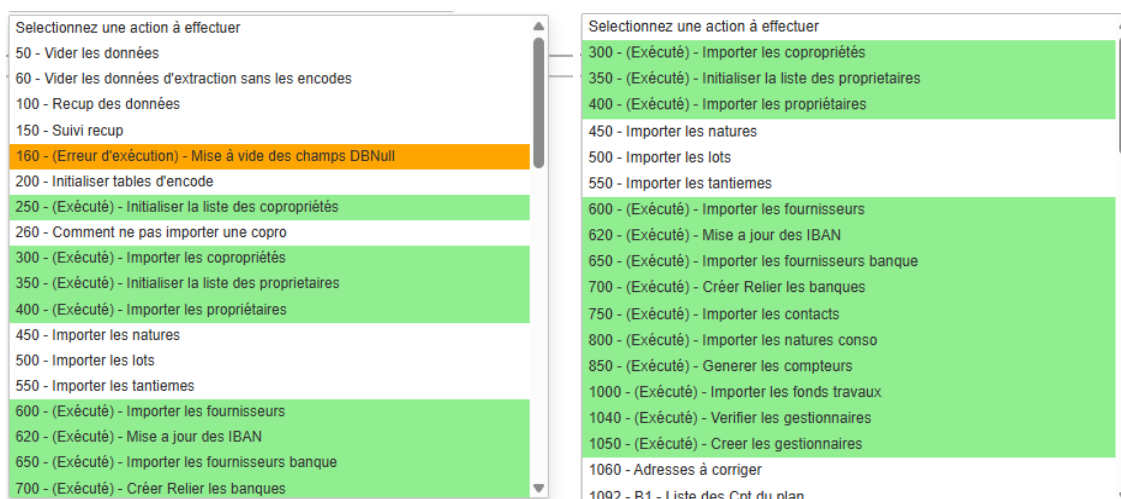 Selectionnez une action à effectuer
50 - Vider les données
60 - Vider les données d'extraction sans les encodes
100 - Recup des données
150 - Suivi recup
160 - (Erreur d'exécution) - Mise à vide des champs DBNull
200 - Initialiser tables d'encode
250 - (Exécuté) - Initialiser la liste des copropriétés
260 - Comment ne pas importer une copro
300 - (Exécuté) - Importer les copropriétés
350 - (Exécuté) - Initialiser la liste des proprietaires
400 - (Exécuté) - Importer les propriétaires
450 - Importer les natures
500 - Importer les lots
550 - Importer les tantiemes
600 - (Exécuté) - Importer les fournisseurs
620 - (Exécuté) - Mise a jour des IBAN
650 - (Exécuté) - Importer les fournisseurs banque
700 - (Exécuté) - Créer Relier les banques
Selectionnez une action à effectuer
300 - (Exécuté) - Importer les copropriétés
350 - (Exécuté) - Initialiser la liste des proprietaires
400 - (Exécuté) - Importer les propriétaires
450 - Importer les natures
500 - Importer les lots
550 - Importer les tantiemes
600 - (Exécuté) - Importer les fournisseurs
620 - (Exécuté) - Mise a jour des IBAN
650 - (Exécuté) - Importer les fournisseurs banque
700 - (Exécuté) - Créer Relier les banques
750 - (Exécuté) - Importer les contacts
800 - (Exécuté) - Importer les natures conso
850 - (Exécuté) - Generer les compteurs
1000 - (Exécuté) - Importer les fonds travaux
1040 - (Exécuté) - Verifier les gestionnaires
1050 - (Exécuté) - Creer les gestionnaires
1060 - Adresses à corriger
1092 - B1 - Liste des Cpt du plan